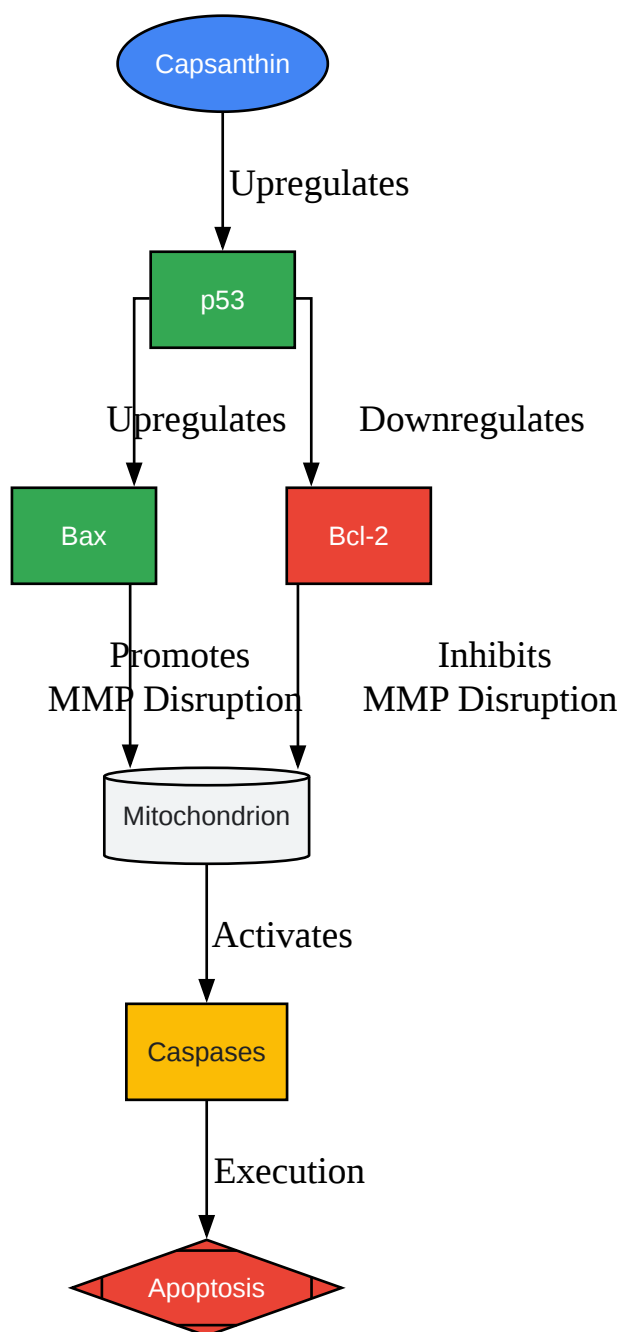 Capsanthin
Upregulates
p53
Upregulates
Downregulates
Bax
Bcl-2
Promotes
MMP Disruption
Inhibits
MMP Disruption
Mitochondrion
Activates
Caspases
Execution
Apoptosis